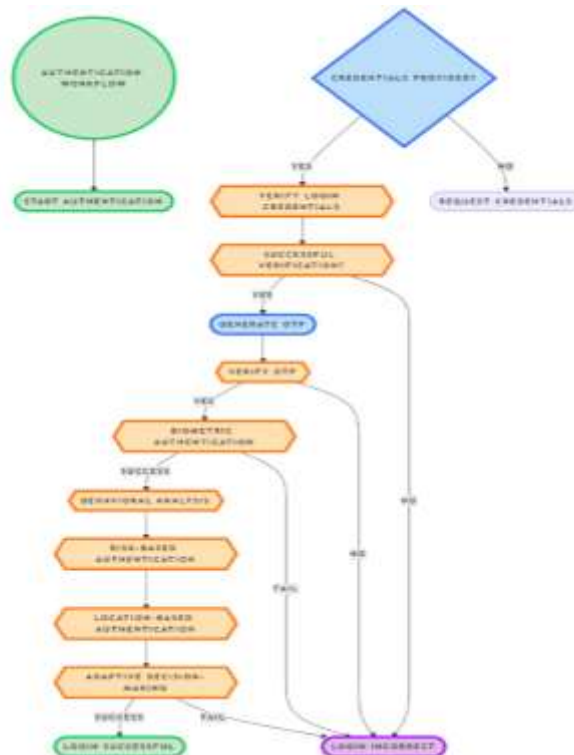 AUTHENTICATION
WORKFLOW
CREDENTIALS PROVIDED?
YES
NO
START AUTHENTICATION
VERIFY LOGIN
CREDENTIALS
REQUEST CREDENTIALS
SUCCESSFUL
VERIFICATION?
YES
GENERATE OTP
VERIFY OTP
YES
BIOMETRIC
AUTHENTICATION
SUCCESS
BEHAVIORAL ANALYSIS
NO
RISK-BASED
AUTHENTICATION
NO
FAIL
LOCATION-BASED
AUTHENTICATION
ADAPTIVE DECISION-
MAKING
SUCCESS
FAIL
LOGIN SUCCESSFUL
LOGIN INCORRECT